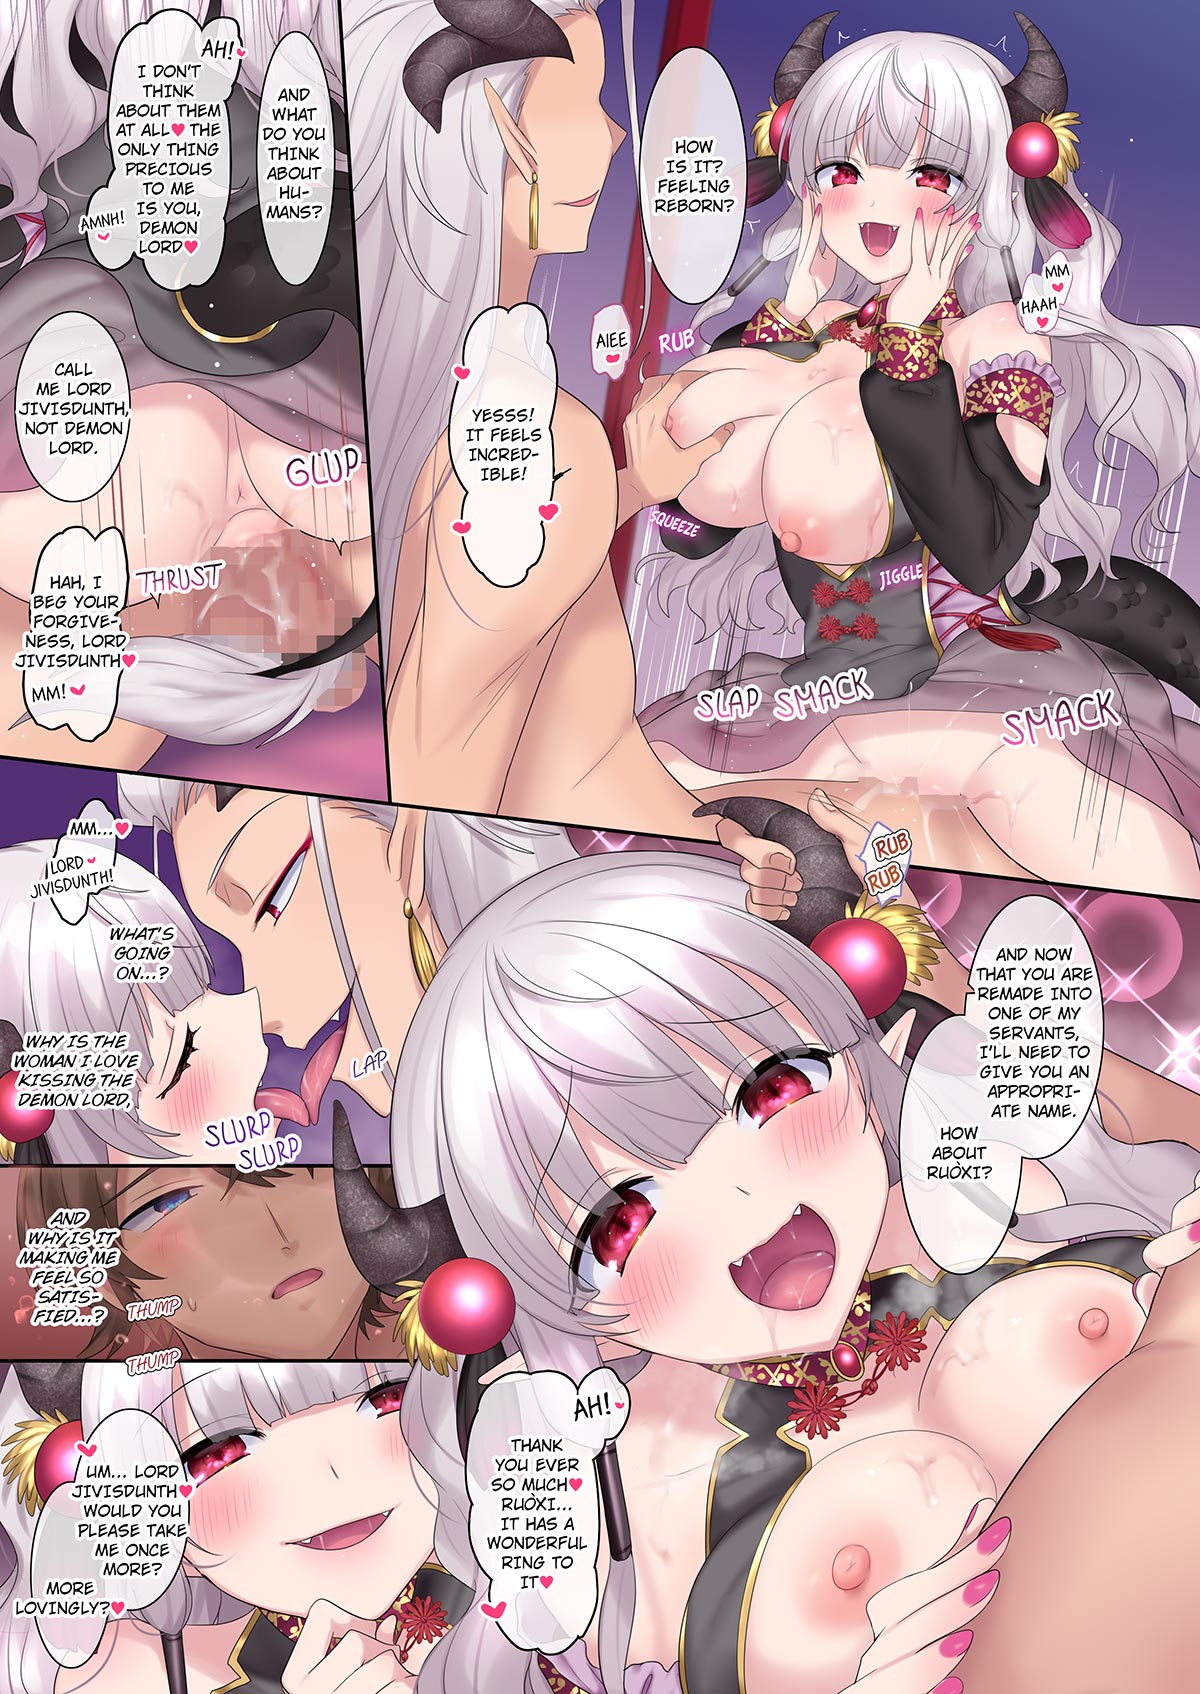 HOW
IS IT?
FEELING
REBORN?
MM
HAAH
AIEE
RUB
YESSS!
IT FEELS
INCRED-
IBLE!
SQUEEZE
JIGGLE
SLAP SMACK
SMACK
AND
WHAT
DO YOU
THINK
ABOUT
HU-
MANS?
AH!
I DON'T
THINK
ABOUT THEM
AT ALL♥ THE
ONLY THING
PRECIOUS
TO ME
IS YOU,
DEMON
LORD♥
AMNH!
CALL
ME LORD
JIVISDUNTH,
NOT DEMON
LORD.
GLUP
THRUST
HAH, I
BEG YOUR
FORGIVE-
NESS, LORD
JIVISDUNTH♥
MM!♥
RUB
RUB
AND NOW
THAT YOU ARE
REMADE INTO
ONE OF MY
SERVANTS,
I'LL NEED TO
GIVE YOU AN
APPROPRI-
ATE NAME.
HOW
ABOUT
RUÒXI?
AH!
THANK
YOU EVER
SO MUCH♥
RUÒXI...
IT HAS A
WONDERFUL
RING TO
IT♥
MM...♥
LORD♥
JIVISDUNTH!
WHAT'S
GOING
ON...?
WHY IS THE
WOMAN I LOVE
KISSING THE
DEMON LORD,
LAP
SLURP
SLURP
AND
WHY IS IT
MAKING ME
FEEL SO
SATIS-
FIED...?
THUMP
THUMP
UM... LORD
JIVISDUNTH♥
WOULD YOU
PLEASE TAKE
ME ONCE
MORE?
MORE
LOVINGLY?♥